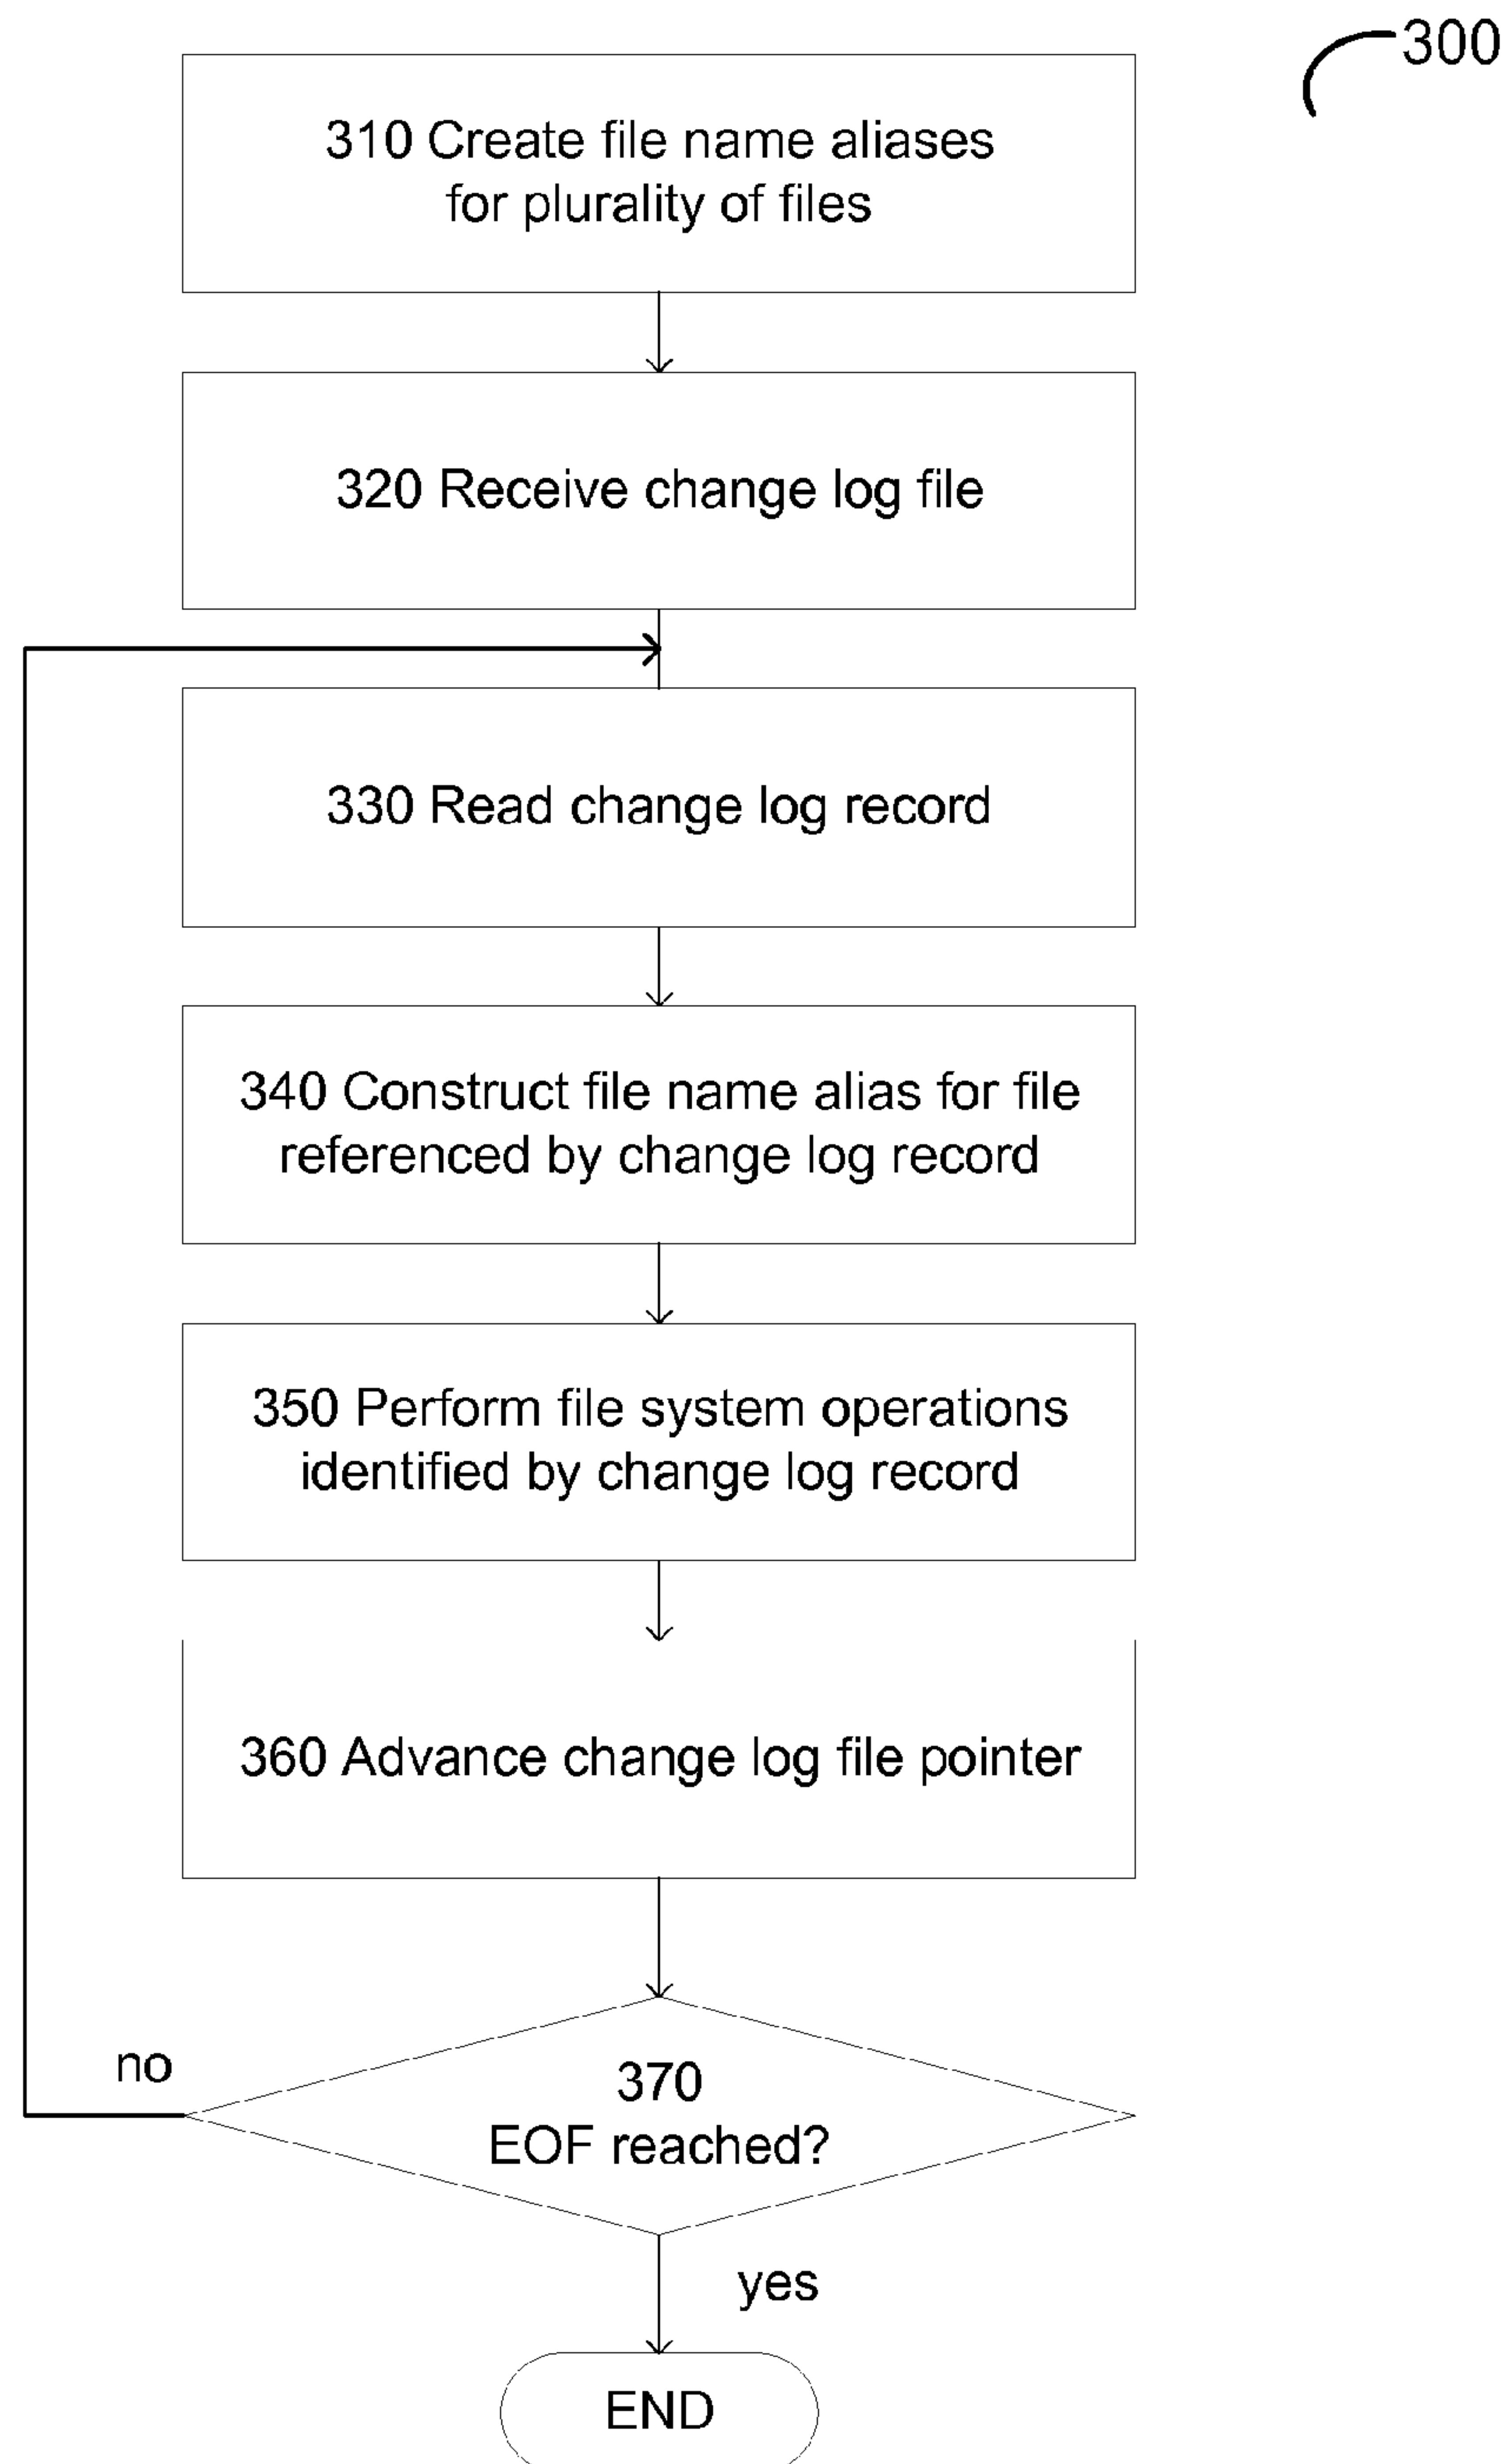 300
310 Create file name aliases
for plurality of files
320 Receive change log file
330 Read change log record
340 Construct file name alias for file
referenced by change log record
350 Perform file system operations
identified by change log record
360 Advance change log file pointer
370
EOF reached?
no
yes
END